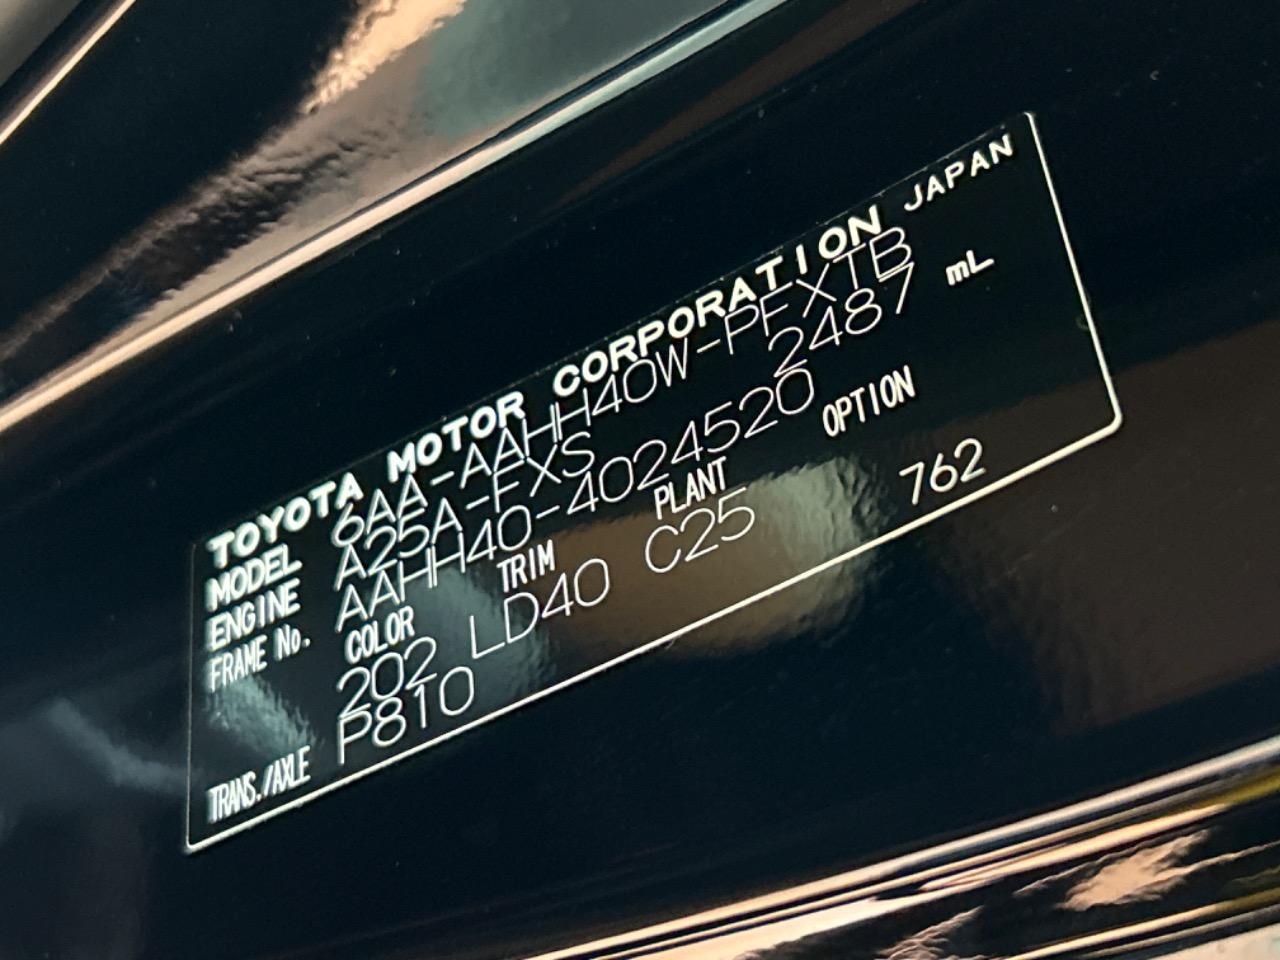 TOYOTA MOTOR CORPORATION JAPAN
MODEL 6AA-AAHH40W-PFXTB
ENGINE A25A-FXS 2487 mL
FRAME No. AAHH40-4024520
COLOR TRIM PLANT OPTION
202 LD40 C25 762
TRANS./AXLE P810